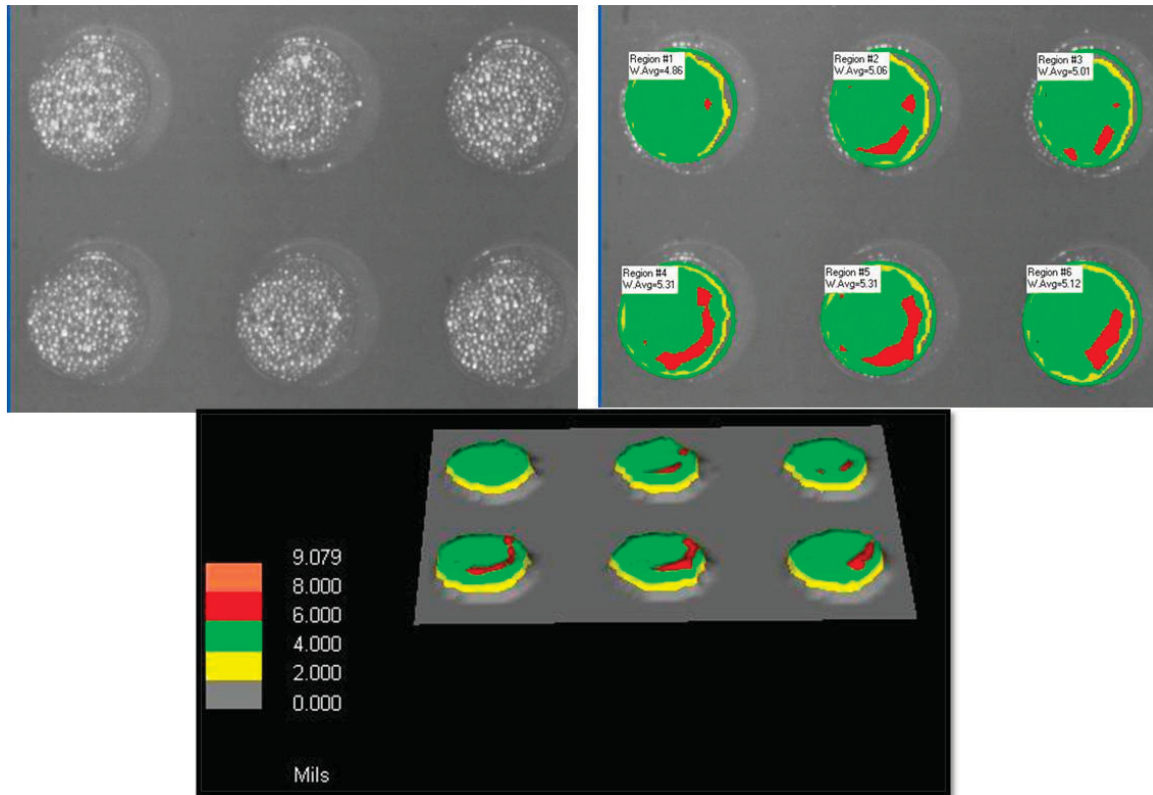 Region #1
W.Avg=4.86
Region #2
W.Avg=5.06
Region #3
W.Avg=5.01
Region #4
W.Avg=5.31
Region #5
W.Avg=5.31
Region #6
W.Avg=5.12
9.079
8.000
6.000
4.000
2.000
0.000
Mils